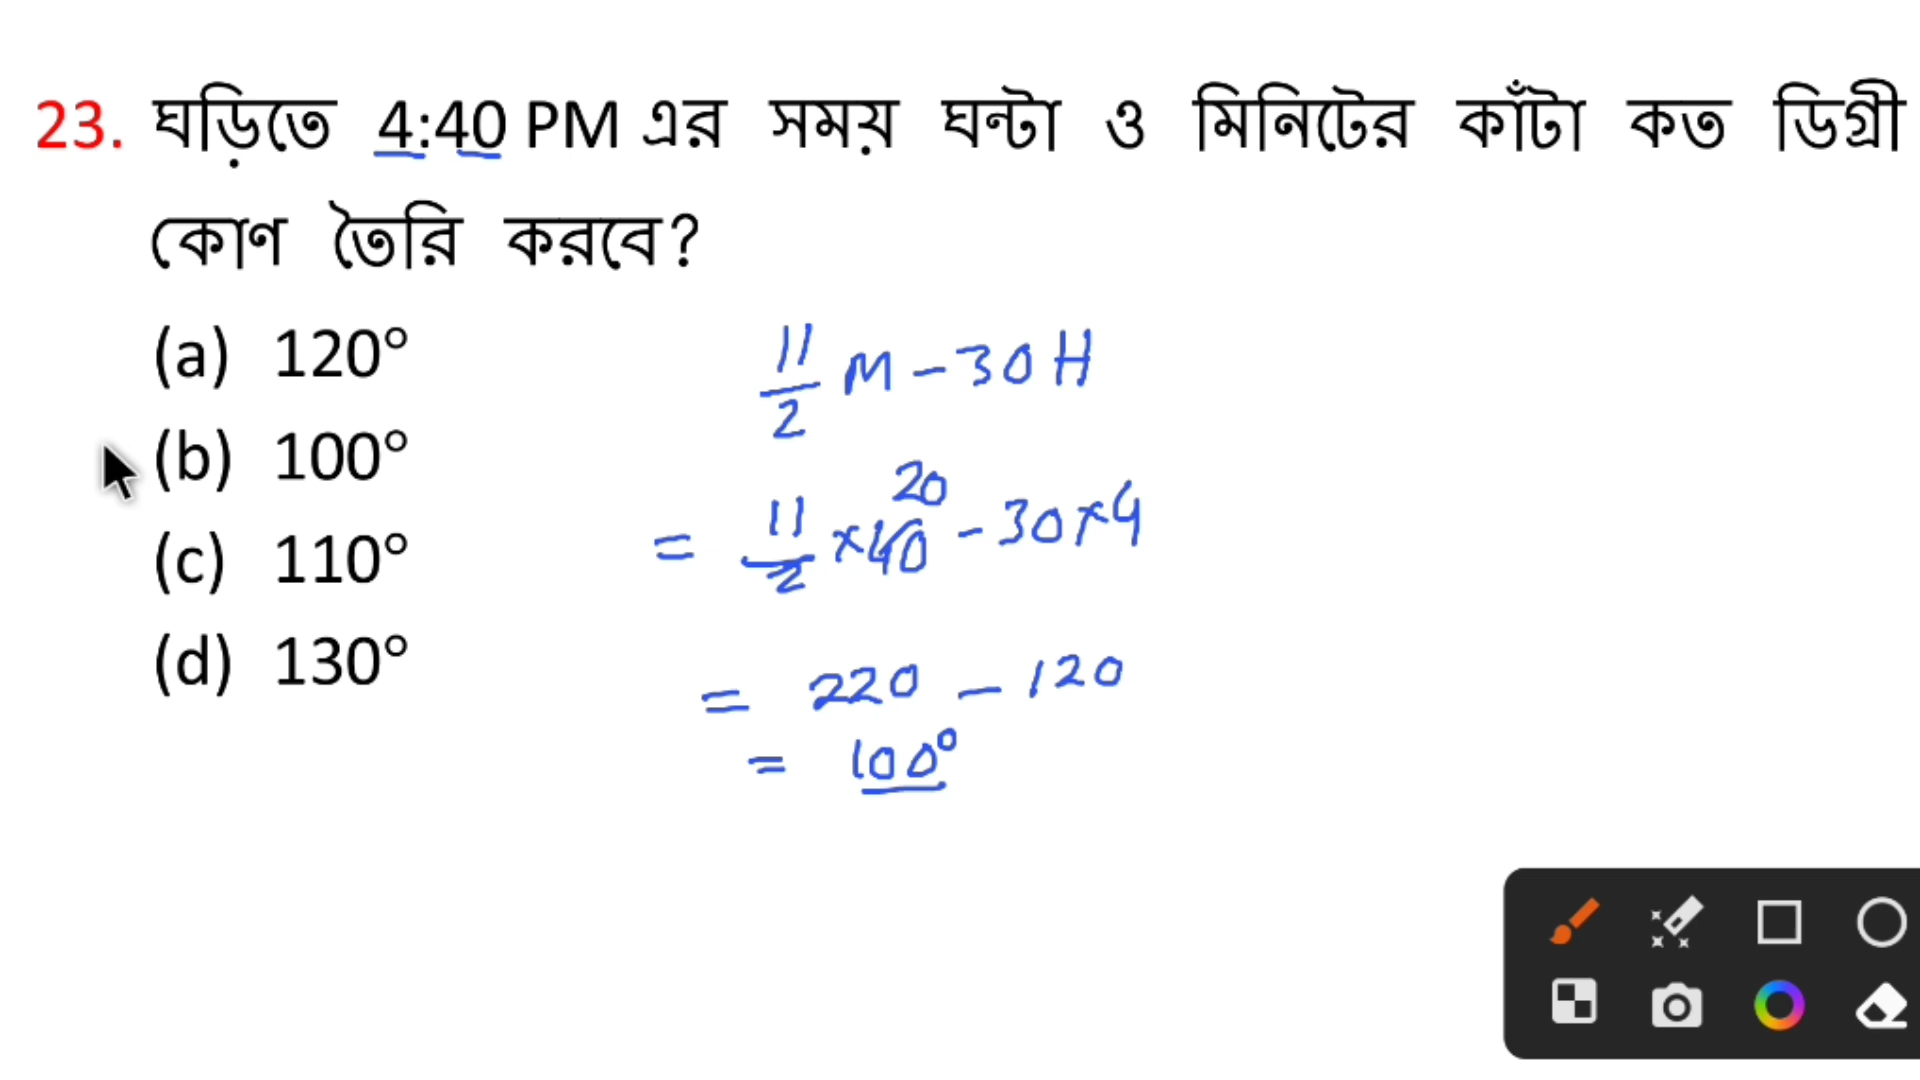 23. ঘড়িতে 4:40 PM এর সময় ঘন্টা ও মিনিটের কাঁটা কত ডিগ্রী
কোণ তৈরি করবে?
(a) 120°
(b) 100°
(c) 110°
(d) 130°
11/2 M - 30 H
= 11/2 × 40 20 - 30 × 4
= 220 - 120
= 100°